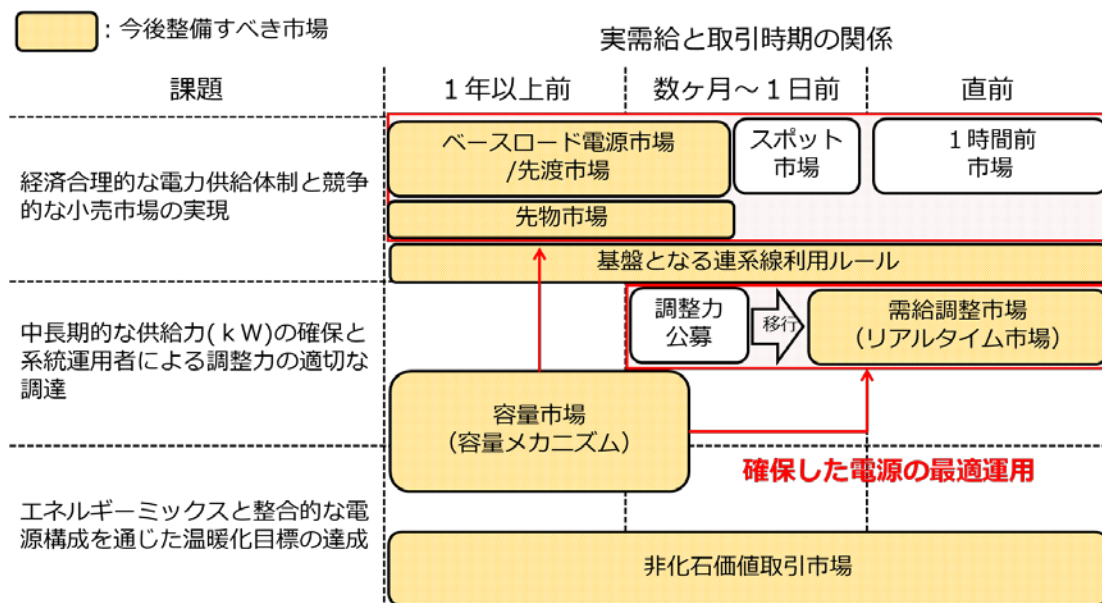 ：今後整備すべき市場
実需給と取引時期の関係
課題
１年以上前
数ヶ月～１日前
直前
経済合理的な電力供給体制と競争
的な小売市場の実現
ベースロード電源市場
/先渡市場
スポット
市場
１時間前
市場
先物市場
基盤となる連系線利用ルール
中長期的な供給力(ｋW)の確保と
系統運用者による調整力の適切な
調達
調整力
公募
移行
需給調整市場
（リアルタイム市場）
容量市場
（容量メカニズム）
確保した電源の最適運用
エネルギーミックスと整合的な電
源構成を通じた温暖化目標の達成
非化石価値取引市場